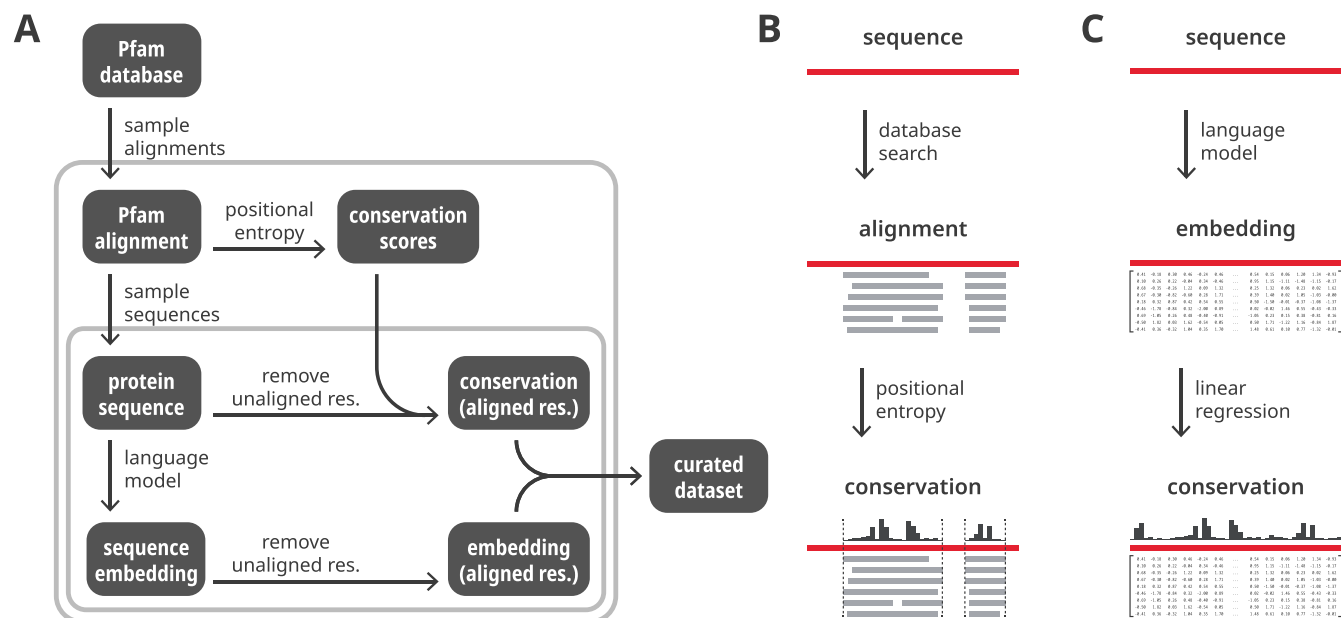 A
Pfam
database
sample
alignments
Pfam
alignment
positional
entropy
conservation
scores
sample
sequences
protein
sequence
remove
unaligned res.
conservation
(aligned res.)
language
model
curated
dataset
sequence
embedding
remove
unaligned res.
embedding
(aligned res.)
B
sequence
database
search
alignment
positional
entropy
conservation
C
sequence
language
model
embedding
linear
regression
conservation